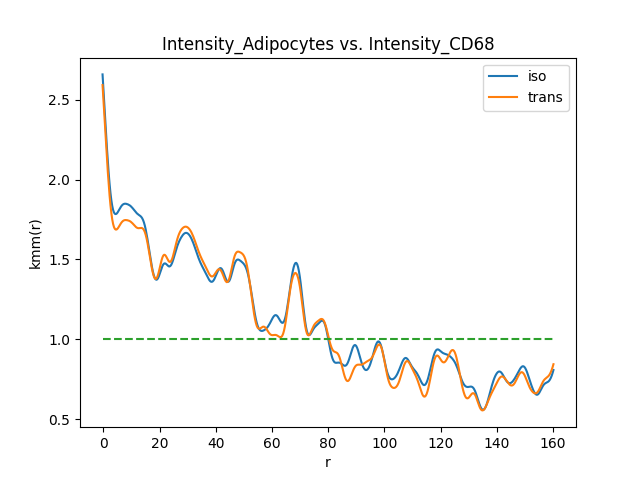 Intensity_Adipocytes vs. Intensity_CD68
iso
trans
kmm(r)
2.5
2.0
1.5
1.0
0.5
0 20 40 60 80 100 120 140 160
r